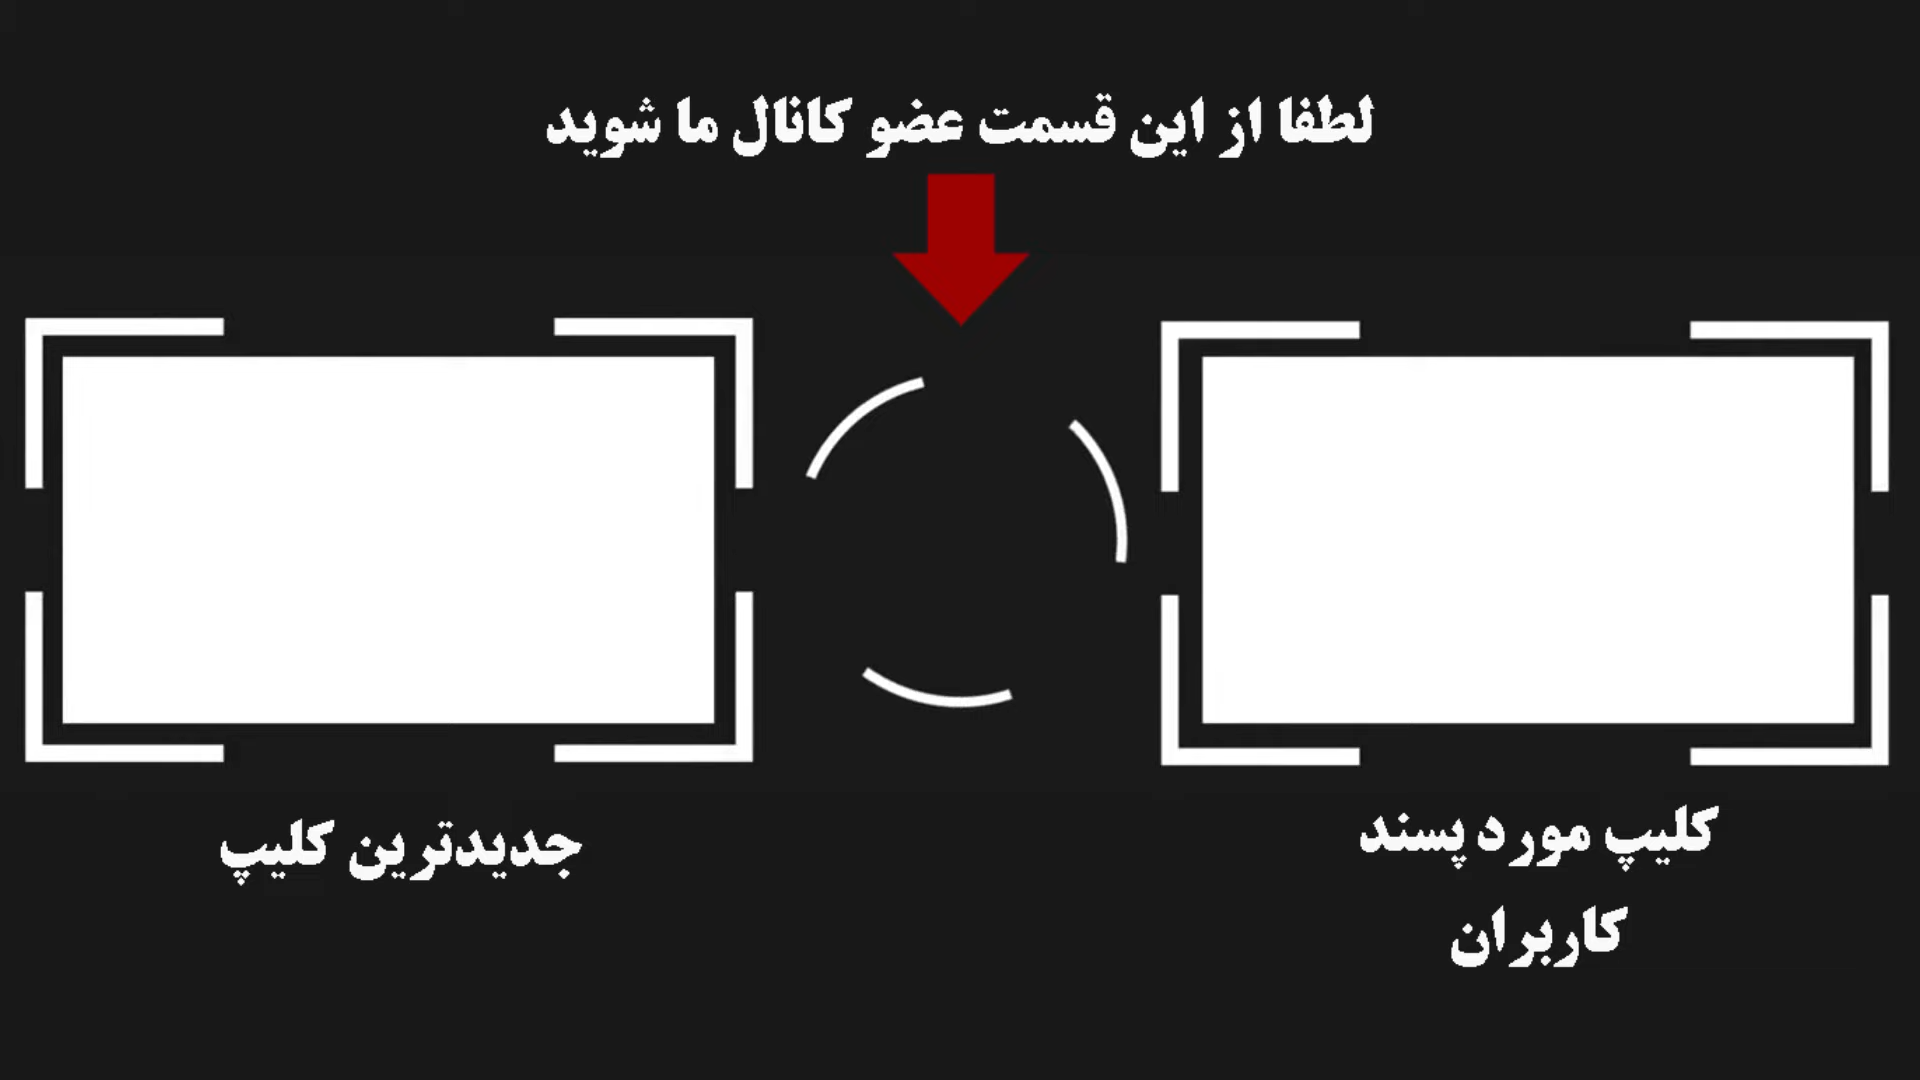 لطفا از این قسمت عضو کانال ما شوید
کلیپ مورد پسند
کاربران
جدیدترین کلیپ